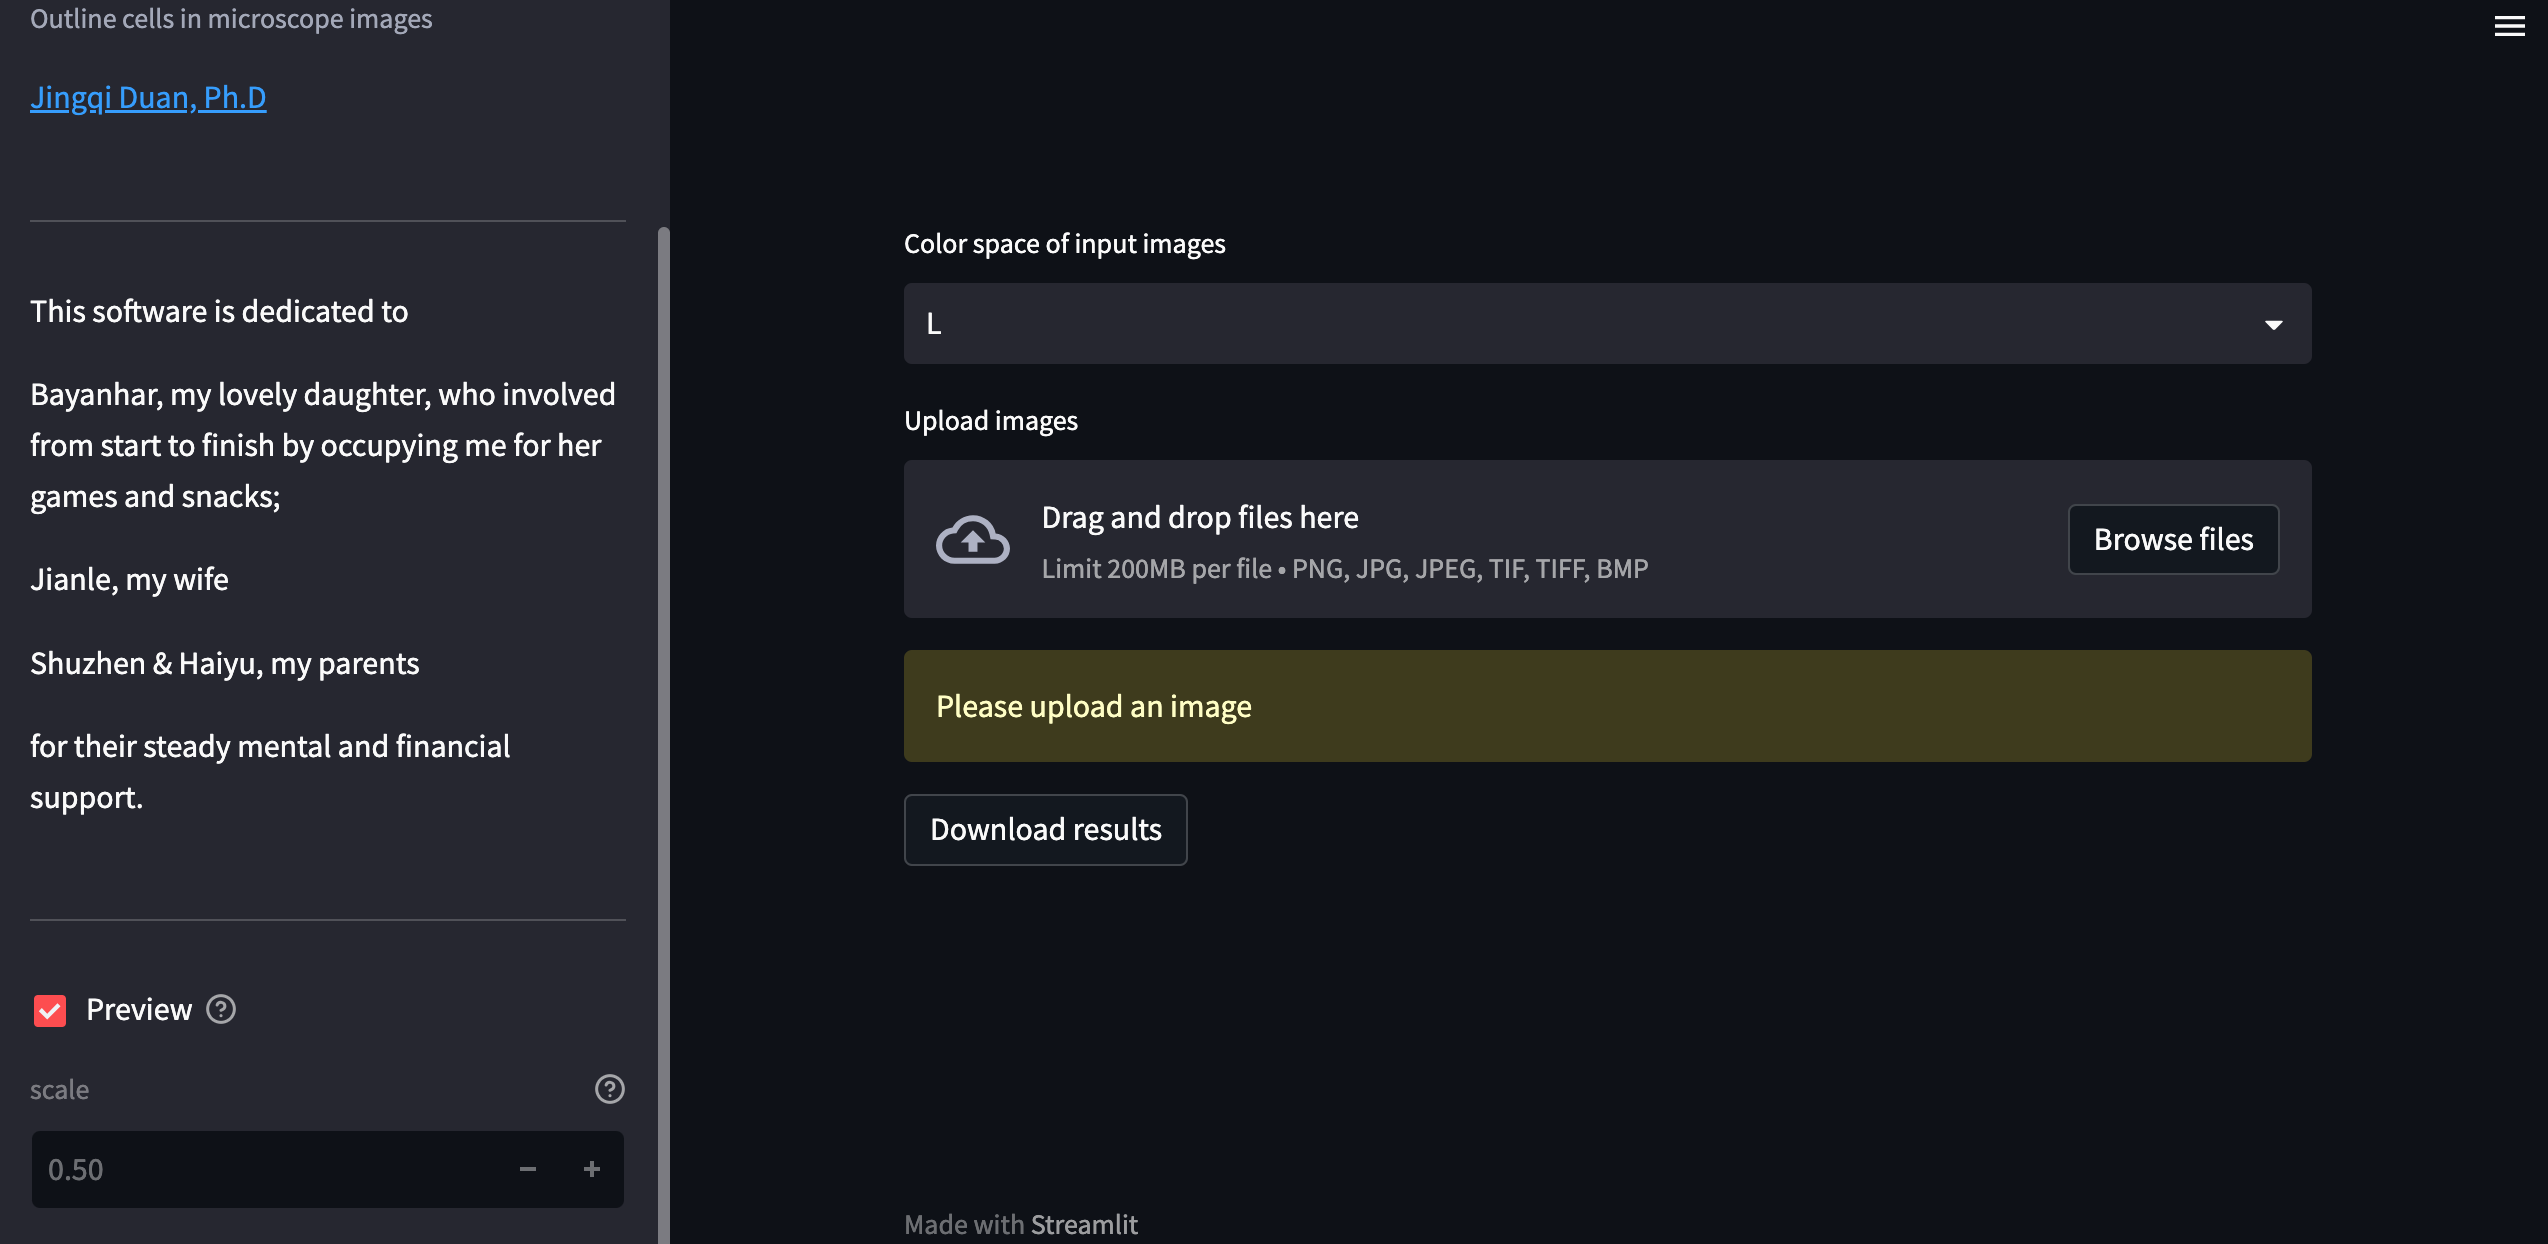 Outline cells in microscope images
Jingqi Duan, Ph.D
This software is dedicated to
Bayanhar, my lovely daughter, who involved
from start to finish by occupying me for her
games and snacks;
Jianle, my wife
Shuzhen & Haiyu, my parents
for their steady mental and financial
support.
Preview
scale
0.50
Color space of input images
L
Upload images
Drag and drop files here
Limit 200MB per file • PNG, JPG, JPEG, TIF, TIFF, BMP
Browse files
Please upload an image
Download results
Made with Streamlit